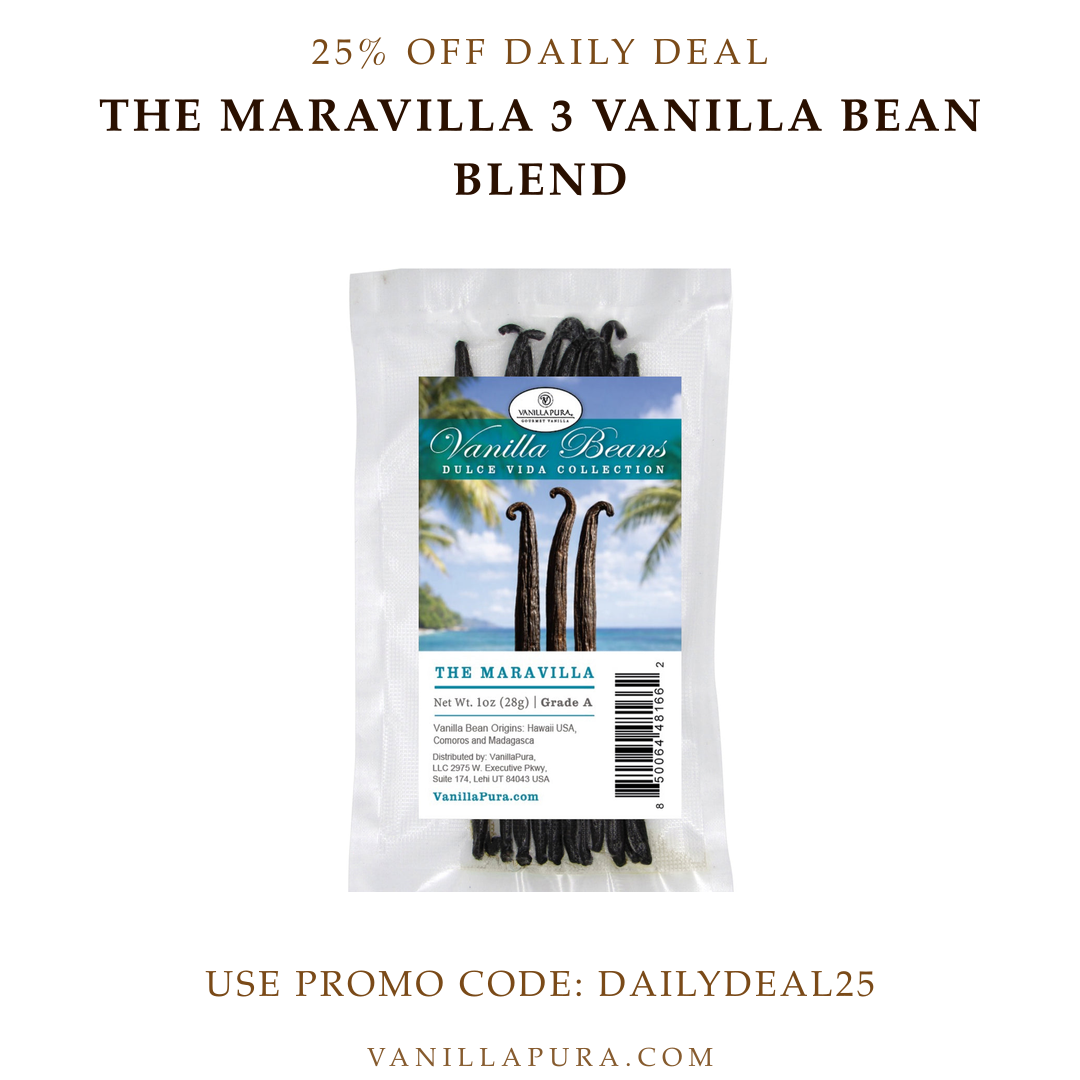 25% OFF DAILY DEAL
THE MARAVILLA 3 VANILLA BEAN
BLEND
VANILLAPURA
GOURMET VANILLA
Vanilla Beans
DULCE VIDA COLLECTION
THE MARAVILLA
Net Wt. 1oz (28g) | Grade A
Vanilla Bean Origins: Hawaii USA,
Comoros and Madagasca
Distributed by: VanillaPura,
LLC 2975 W. Executive Pkwy,
Suite 174, Lehi UT 84043 USA
VanillaPura.com
8 50064 48166 2
USE PROMO CODE: DAILYDEAL25
VANILLAPURA.COM